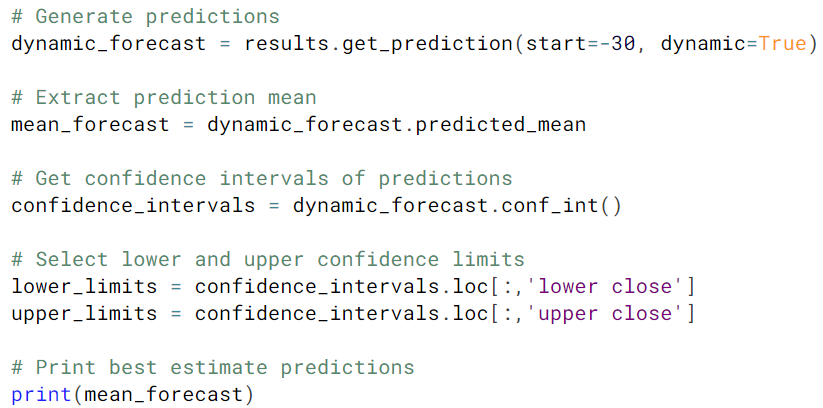 # Generate predictions
dynamic_forecast = results.get_prediction(start=-30, dynamic=True)
# Extract prediction mean
mean_forecast = dynamic_forecast.predicted_mean
# Get confidence intervals of predictions
confidence_intervals = dynamic_forecast.conf_int()
# Select lower and upper confidence limits
lower_limits = confidence_intervals.loc[:,'lower close']
upper_limits = confidence_intervals.loc[:,'upper close']
# Print best estimate predictions
print(mean_forecast)